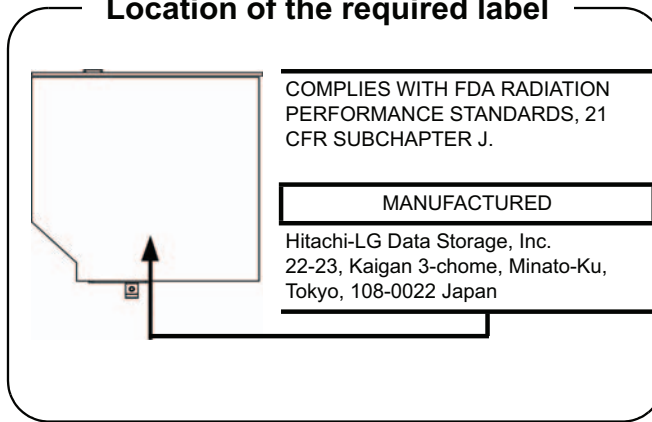 Location of the required label
COMPLIES WITH FDA RADIATION
PERFORMANCE STANDARDS, 21
CFR SUBCHAPTER J.
MANUFACTURED
Hitachi-LG Data Storage, Inc.
22-23, Kaigan 3-chome, Minato-Ku,
Tokyo, 108-0022 Japan